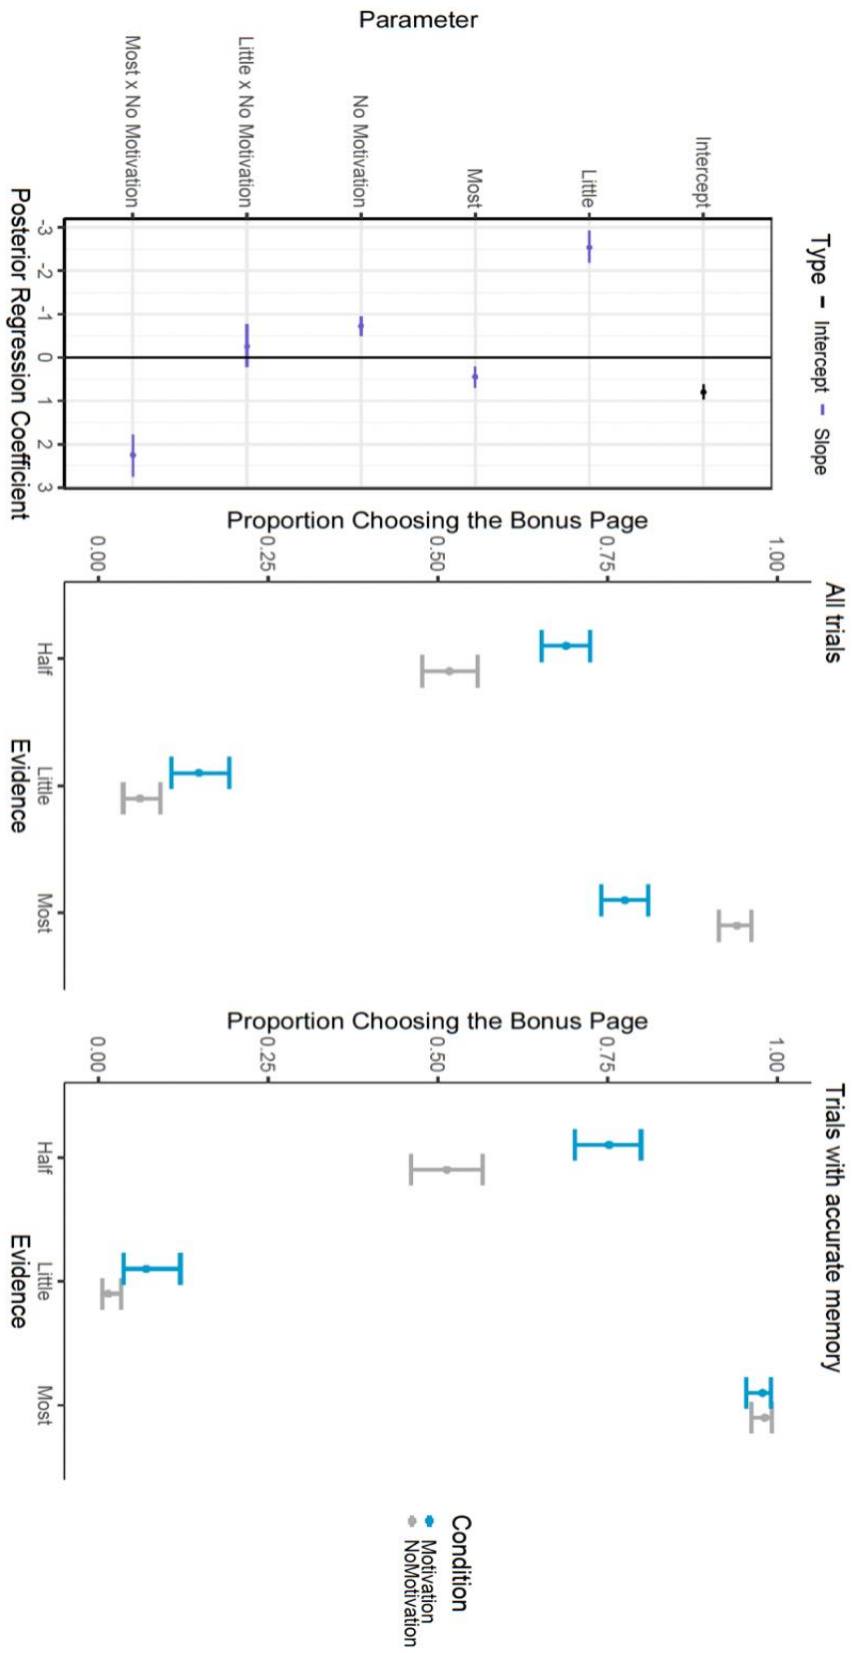 Type Intercept Slope
Parameter
Intercept
Little
Most
No Motivation
Little x No Motivation
Most x No Motivation
-3 -2 -1 0 1 2 3
Posterior Regression Coefficient
All trials
Proportion Choosing the Bonus Page
1.00
0.75
0.50
0.25
0.00
Half Little Most
Evidence
Trials with accurate memory
Proportion Choosing the Bonus Page
1.00
0.75
0.50
0.25
0.00
Half Little Most
Evidence
Condition
Motivation
NoMotivation